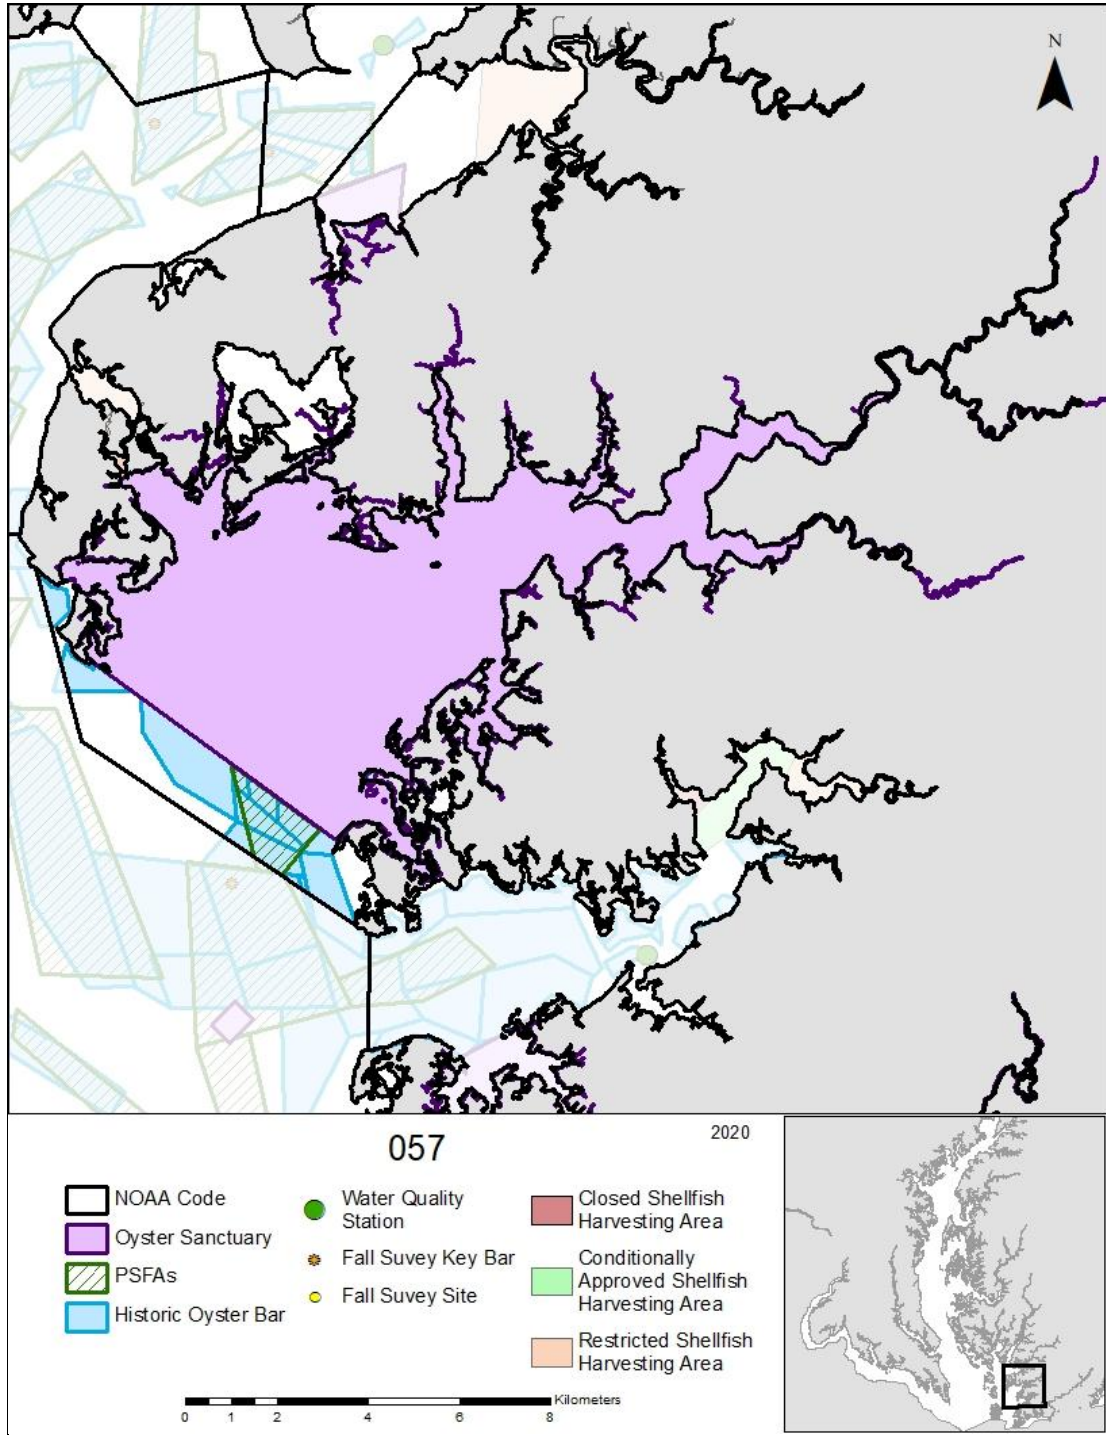 N
057
2020
NOAA Code
Oyster Sanctuary
PSFAs
Historic Oyster Bar
Water Quality
Station
Fall Suvey Key Bar
Fall Suvey Site
Closed Shellfish
Harvesting Area
Conditionally
Approved Shellfish
Harvesting Area
Restricted Shellfish
Harvesting Area
Kilometers
0 1 2 4 6 8